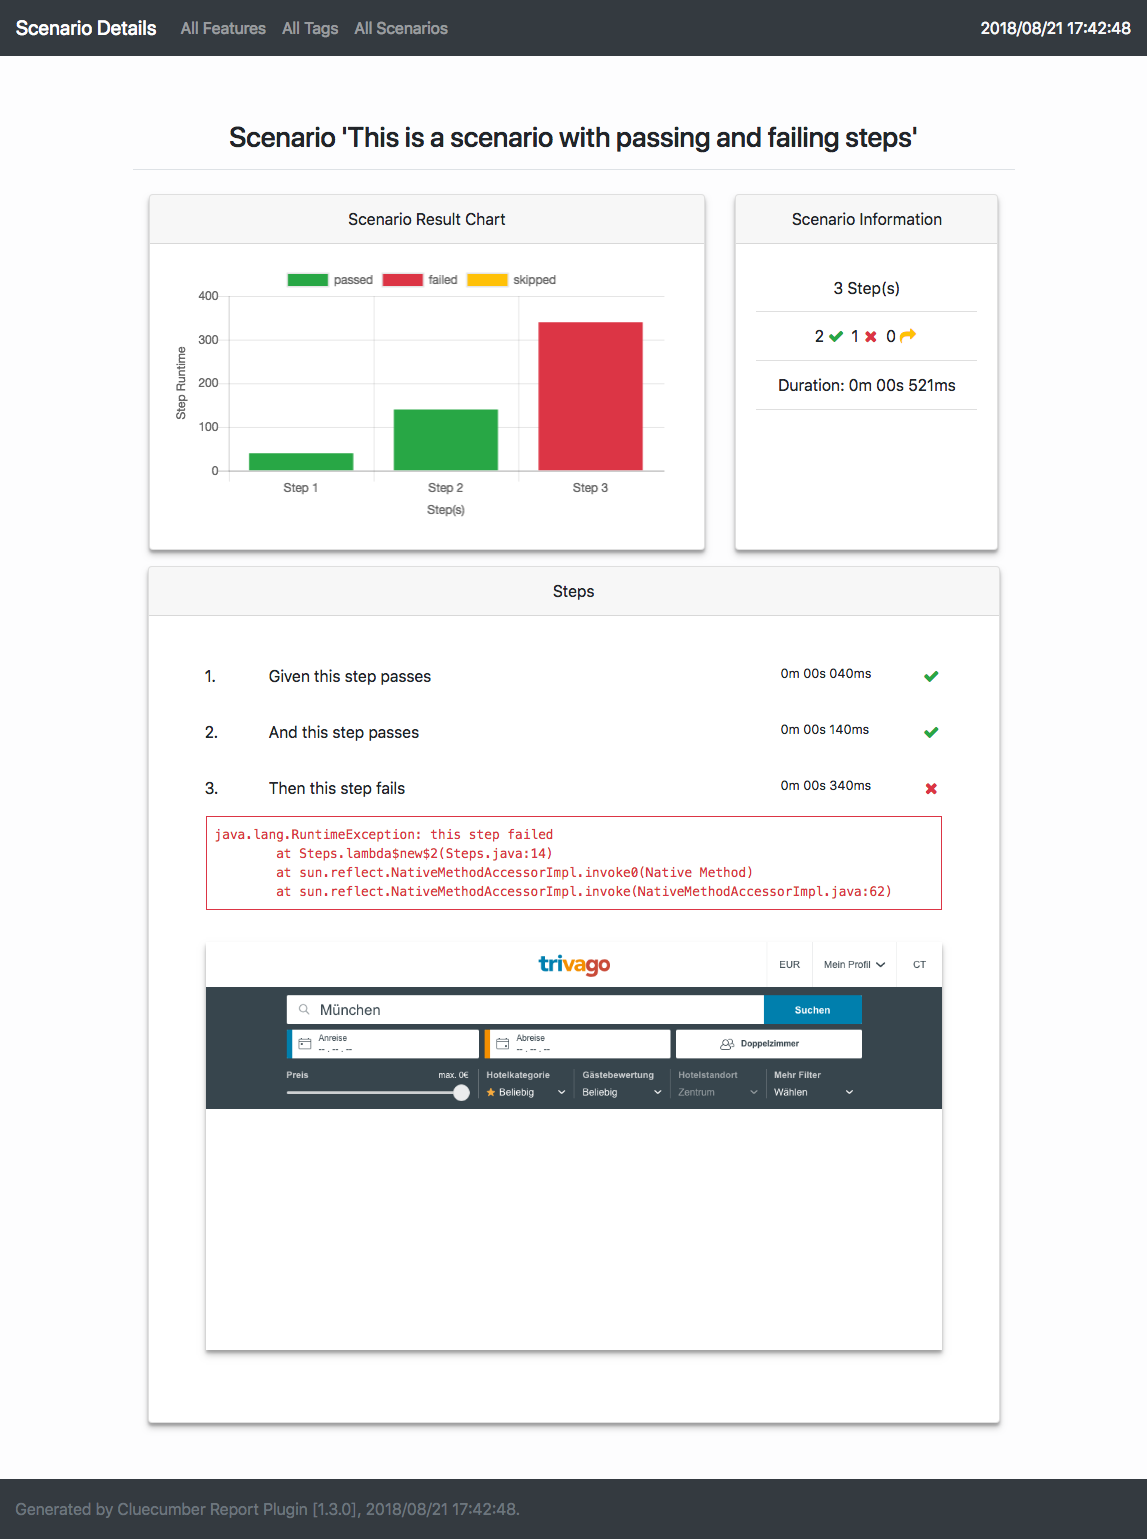 Scenario Details All Features All Tags All Scenarios 2018/08/21 17:42:48
Scenario 'This is a scenario with passing and failing steps'
Scenario Result Chart
passed failed skipped
400
300
200
100
0
Step Runtime
Step 1 Step 2 Step 3
Step(s)
Scenario Information
3 Step(s)
2 1 0
Duration: 0m 00s 521ms
Steps
1. Given this step passes 0m 00s 040ms
2. And this step passes 0m 00s 140ms
3. Then this step fails 0m 00s 340ms
java.lang.RuntimeException: this step failed
at Steps.lambda$new$2(Steps.java:14)
at sun.reflect.NativeMethodAccessorImpl.invoke0(Native Method)
at sun.reflect.NativeMethodAccessorImpl.invoke(NativeMethodAccessorImpl.java:62)
trivago EUR Mein Profil CT
München Suchen
Anreise Abreise Doppelzimmer
-- . -- . -- -- . -- . --
Preis max. 0€ Hotelkategorie Gästebewertung Hotelstandort Mehr Filter
Beliebig Beliebig Zentrum Wählen
Generated by Cluecumber Report Plugin [1.3.0], 2018/08/21 17:42:48.